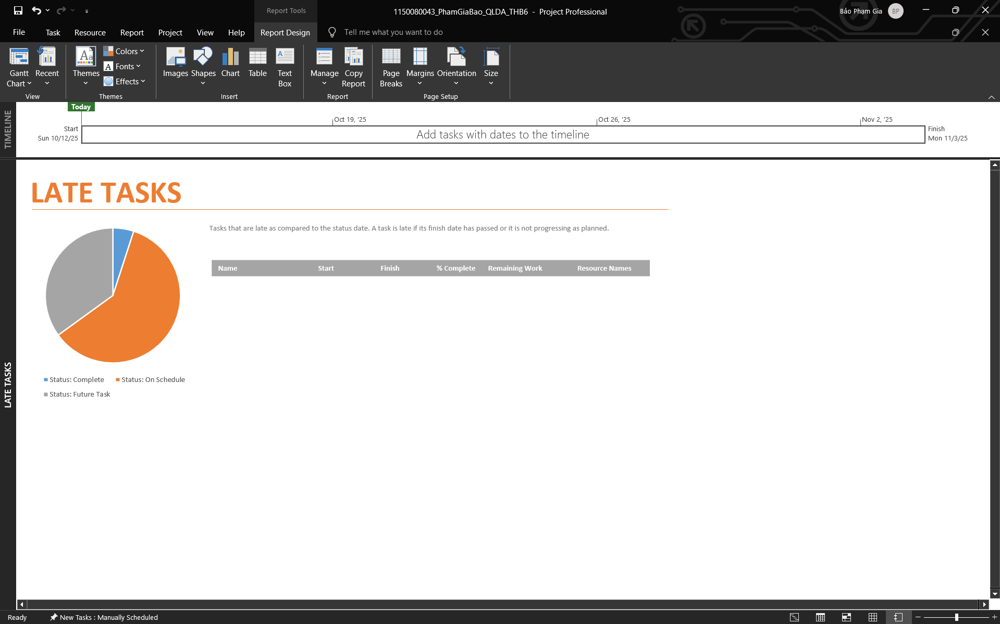 Report Tools
1150080043_PhamGiaBao_QLDA_THB6 - Project Professional
Bảo Phạm Gia
BP
File
Task
Resource
Report
Project
View
Help
Report Design
Tell me what you want to do
Gantt Chart
Recent
View
Themes
Aa
Colors
A
Fonts
Effects
Themes
Images
Shapes
Chart
Table
A
Text Box
Insert
Manage
Copy Report
Report
Page Breaks
Margins
Orientation
Size
Page Setup
TIMELINE
Today
Start
Sun 10/12/25
Oct 19, '25
Oct 26, '25
Nov 2, '25
Add tasks with dates to the timeline
Finish
Mon 11/3/25
LATE TASKS
LATE TASKS
Tasks that are late as compared to the status date. A task is late if its finish date has passed or it is not progressing as planned.
Name Start Finish % Complete Remaining Work Resource Names
Status: Complete
Status: On Schedule
Status: Future Task
Ready
New Tasks : Manually Scheduled